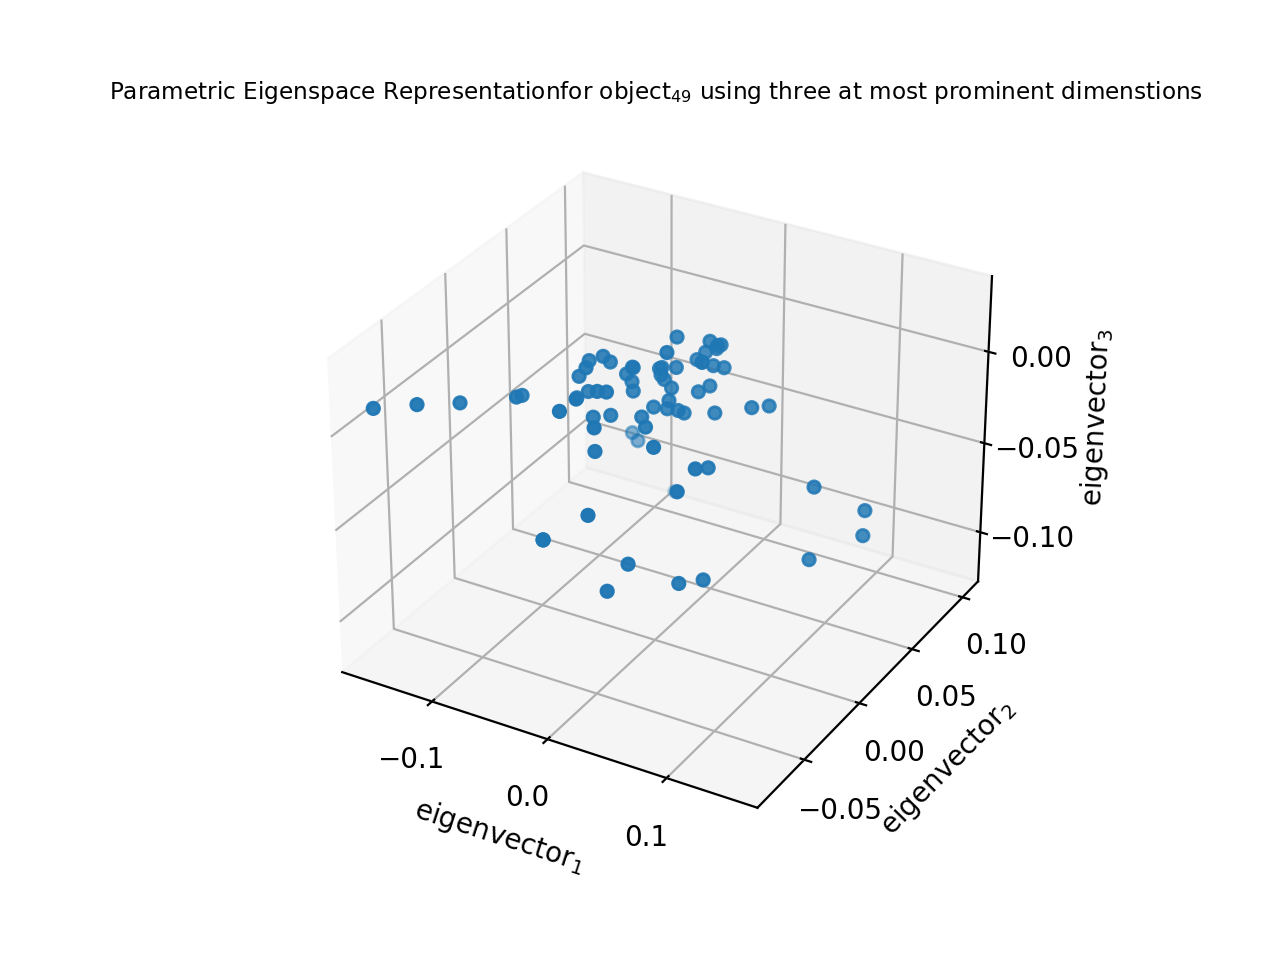 Parametric Eigenspace Representationfor object₄₉ using three at most prominent dimenstions
0.00
−0.05
−0.10
eigenvector₃
0.10
0.05
0.00
−0.05
eigenvector₂
−0.1
0.0
0.1
eigenvector₁